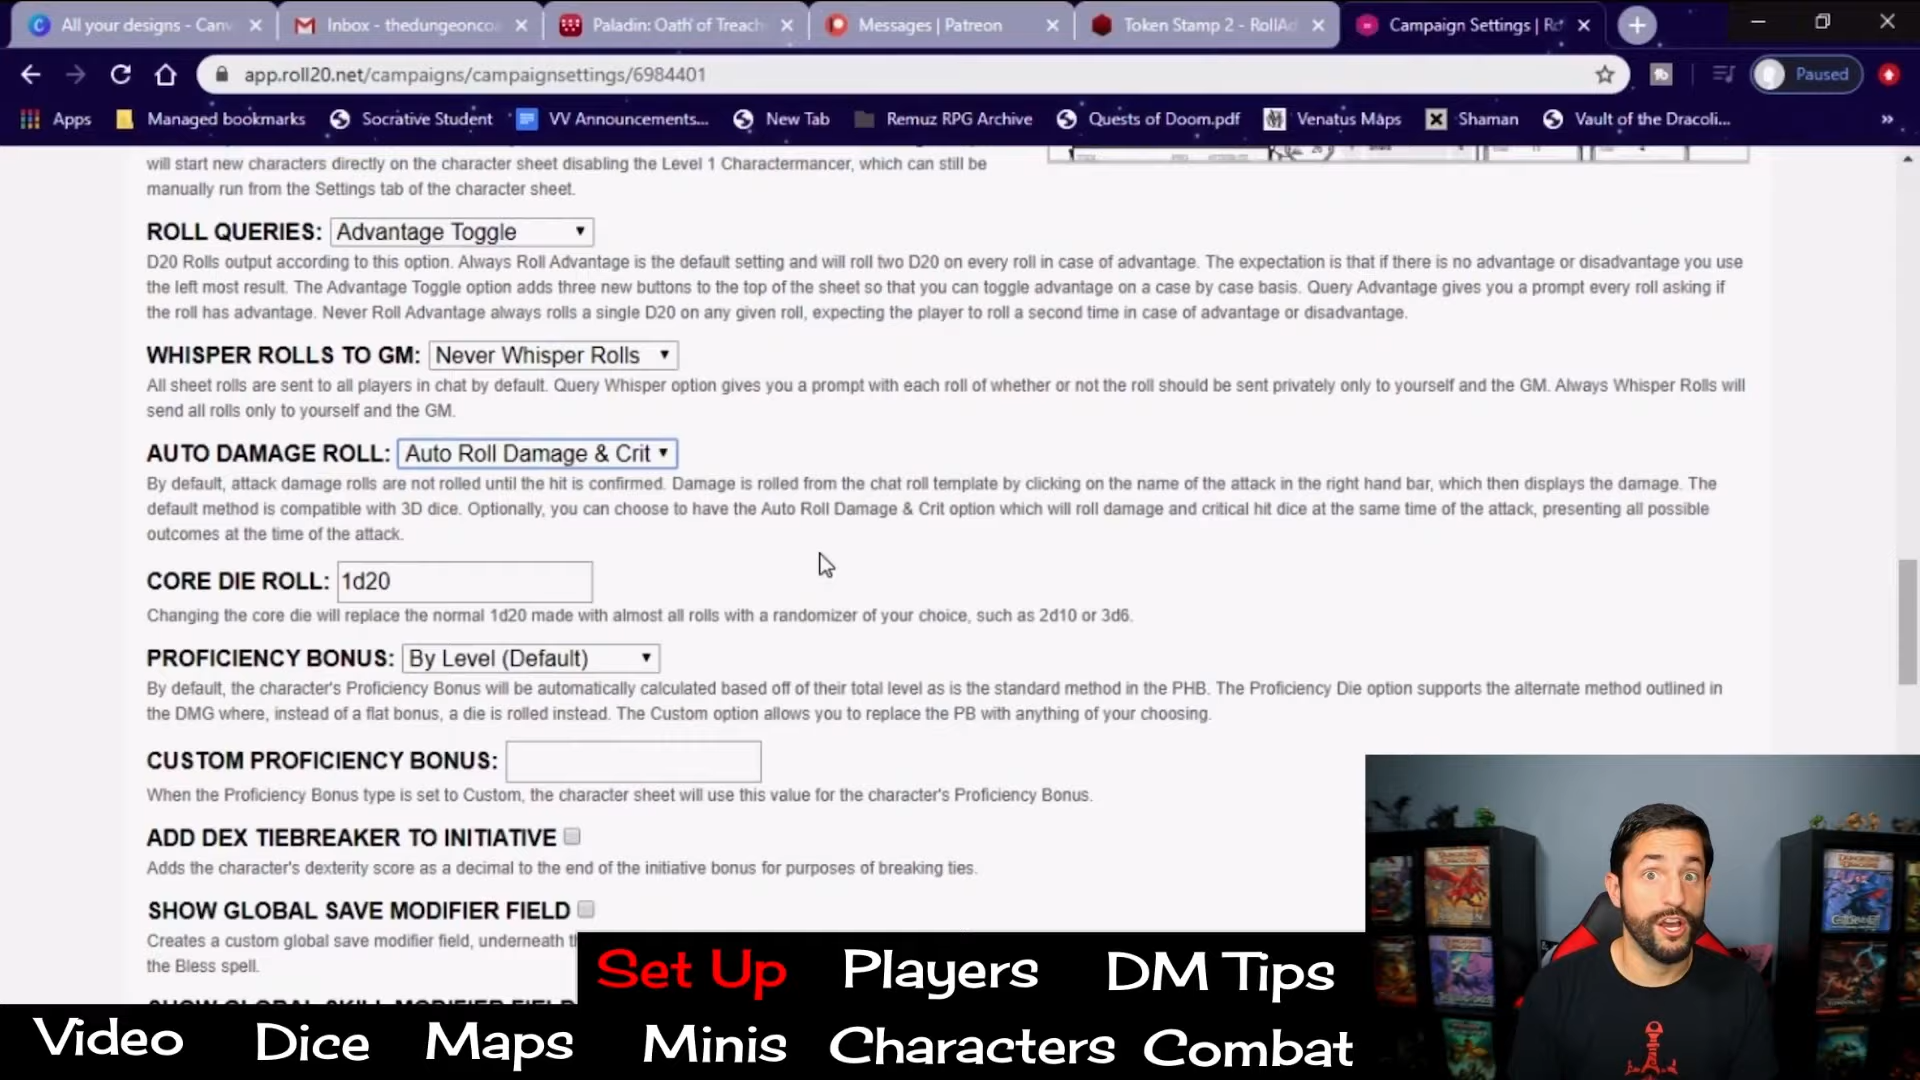 All your designs - Canv
Inbox - thedungeoncoa
Paladin: Oath of Treach
Messages | Patreon
Token Stamp 2 - RollAd
Campaign Settings | Ro
app.roll20.net/campaigns/campaignsettings/6984401
Paused
Apps
Managed bookmarks
Socrative Student
VV Announcements...
New Tab
Remuz RPG Archive
Quests of Doom.pdf
Venatus Maps
Shaman
Vault of the Dracoli...
will start new characters directly on the character sheet disabling the Level 1 Charactermancer, which can still be
manually run from the Settings tab of the character sheet.
ROLL QUERIES: Advantage Toggle
D20 Rolls output according to this option. Always Roll Advantage is the default setting and will roll two D20 on every roll in case of advantage. The expectation is that if there is no advantage or disadvantage you use
the left most result. The Advantage Toggle option adds three new buttons to the top of the sheet so that you can toggle advantage on a case by case basis. Query Advantage gives you a prompt every roll asking if
the roll has advantage. Never Roll Advantage always rolls a single D20 on any given roll, expecting the player to roll a second time in case of advantage or disadvantage.
WHISPER ROLLS TO GM: Never Whisper Rolls
All sheet rolls are sent to all players in chat by default. Query Whisper option gives you a prompt with each roll of whether or not the roll should be sent privately only to yourself and the GM. Always Whisper Rolls will
send all rolls only to yourself and the GM.
AUTO DAMAGE ROLL: Auto Roll Damage & Crit
By default, attack damage rolls are not rolled until the hit is confirmed. Damage is rolled from the chat roll template by clicking on the name of the attack in the right hand bar, which then displays the damage. The
default method is compatible with 3D dice. Optionally, you can choose to have the Auto Roll Damage & Crit option which will roll damage and critical hit dice at the same time of the attack, presenting all possible
outcomes at the time of the attack.
CORE DIE ROLL: 1d20
Changing the core die will replace the normal 1d20 made with almost all rolls with a randomizer of your choice, such as 2d10 or 3d6.
PROFICIENCY BONUS: By Level (Default)
By default, the character's Proficiency Bonus will be automatically calculated based off of their total level as is the standard method in the PHB. The Proficiency Die option supports the alternate method outlined in
the DMG where, instead of a flat bonus, a die is rolled instead. The Custom option allows you to replace the PB with anything of your choosing.
CUSTOM PROFICIENCY BONUS:
When the Proficiency Bonus type is set to Custom, the character sheet will use this value for the character's Proficiency Bonus.
ADD DEX TIEBREAKER TO INITIATIVE
Adds the character's dexterity score as a decimal to the end of the initiative bonus for purposes of breaking ties.
SHOW GLOBAL SAVE MODIFIER FIELD
Creates a custom global save modifier field, underneath
the Bless spell.
SHOW GLOBAL SKILL MODIFIER FIELD
Set Up Players DM Tips
Video Dice Maps Minis Characters Combat